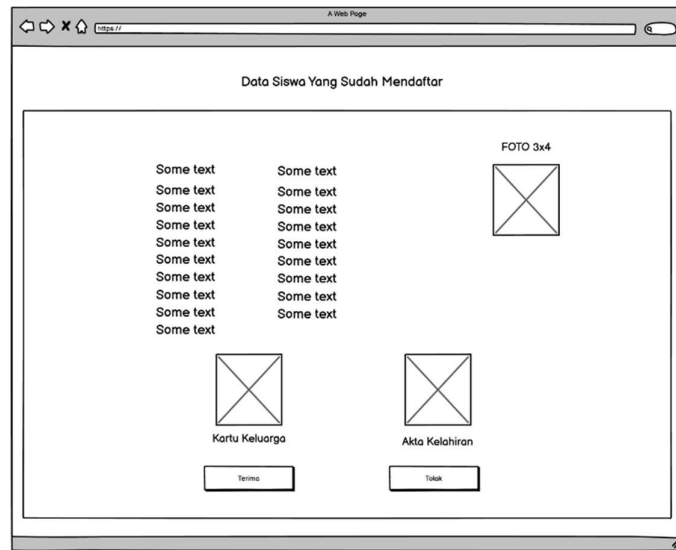 A Web Page
https://
Data Siswa Yang Sudah Mendaftar
FOTO 3x4
Some text Some text
Some text Some text
Some text Some text
Some text Some text
Some text Some text
Some text Some text
Some text Some text
Some text Some text
Some text Some text
Some text
Kartu Keluarga Akta Kelahiran
Terima Tolak